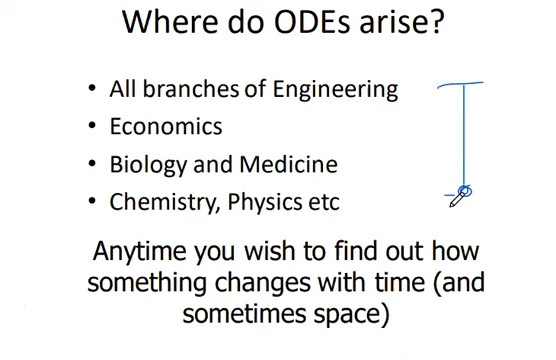 Where do ODEs arise?
• All branches of Engineering
• Economics
• Biology and Medicine
• Chemistry, Physics etc
Anytime you wish to find out how
something changes with time (and
sometimes space)